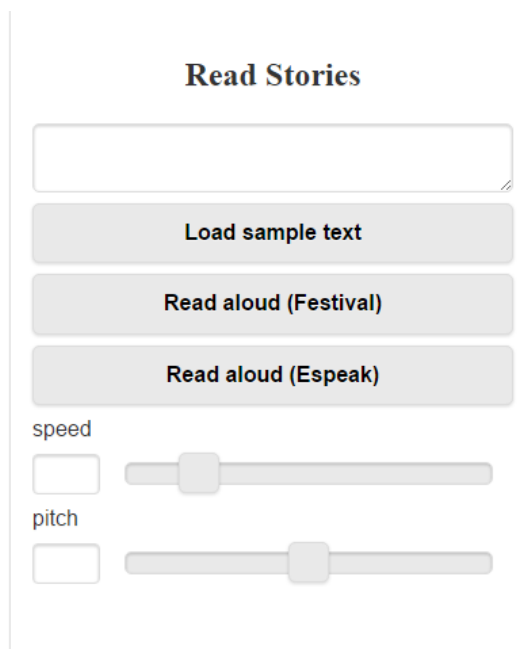 Read Stories
Load sample text
Read aloud (Festival)
Read aloud (Espeak)
speed
pitch